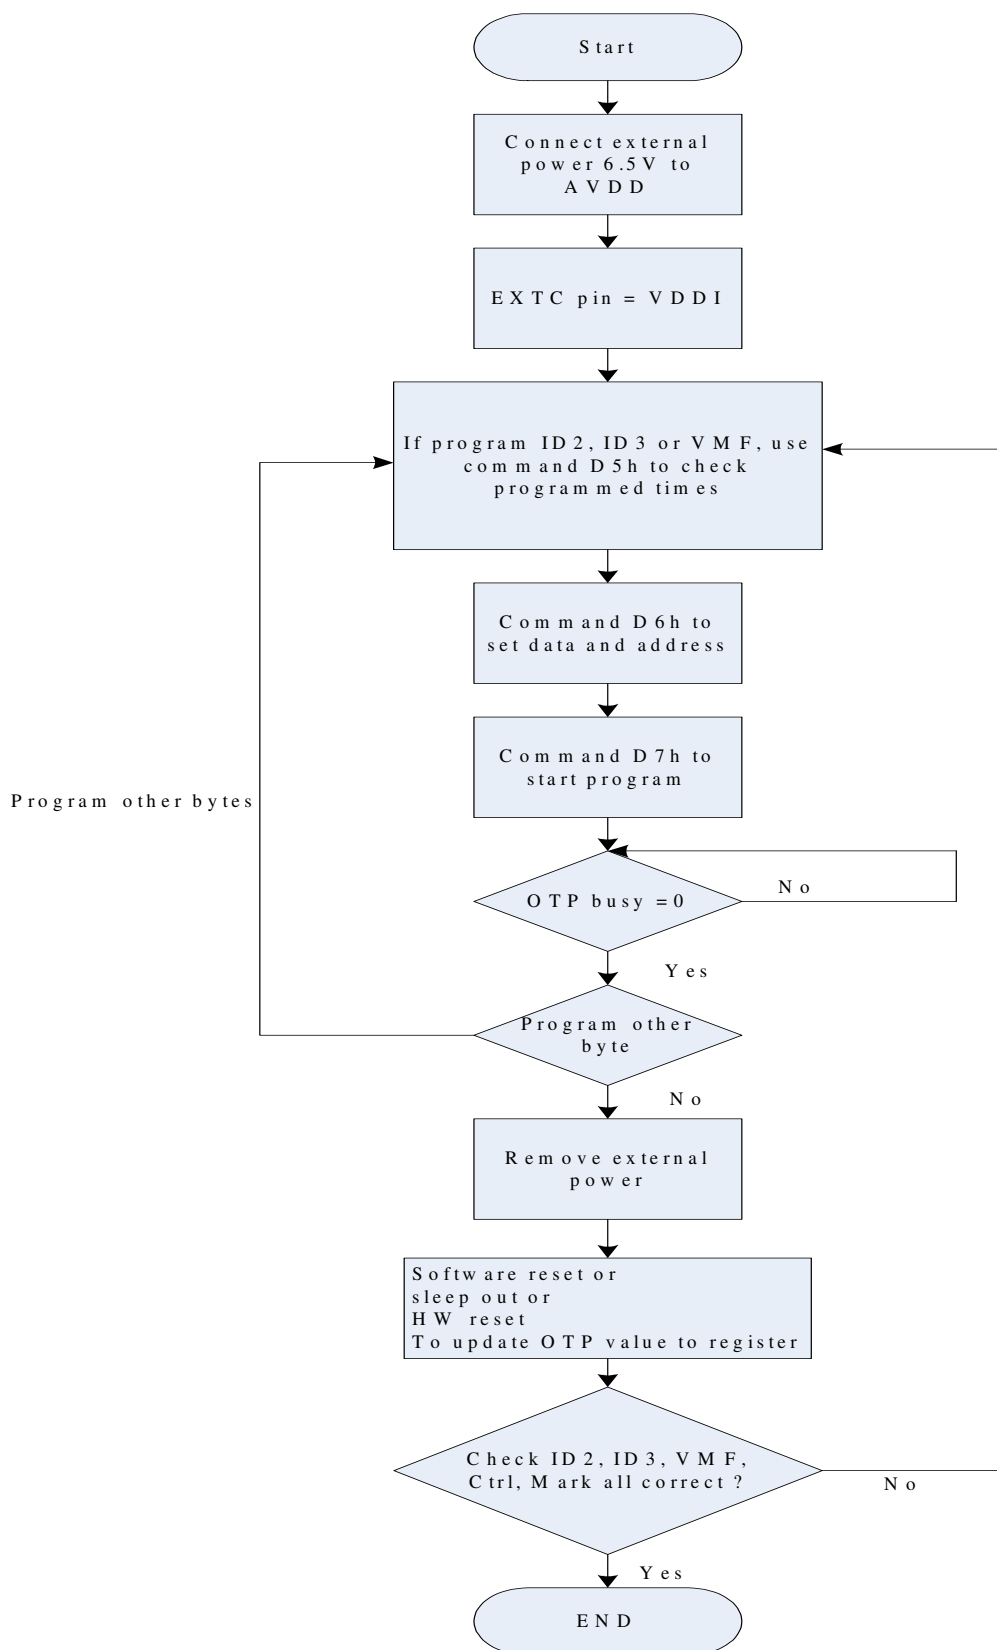 Start
Connect external
power 6.5V to
AVDD
EXTC pin = VDDI
If program ID2, ID3 or VMF, use
command D5h to check
programmed times
Command D6h to
set data and address
Command D7h to
start program
Program other bytes
OTP busy =0
No
Yes
Program other
byte
No
Remove external
power
Software reset or
sleep out or
HW reset
To update OTP value to register
Check ID2, ID3, VMF,
Ctrl, Mark all correct ?
No
Yes
END